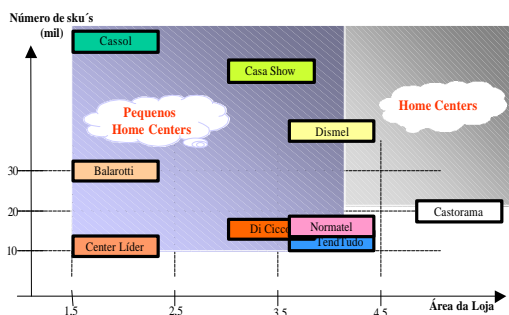 Número de sku´s
(mil)
Cassol
Casa Show
Pequenos
Home Centers
Home Centers
Dismel
30
Balarotti
20
Castorama
Di Cicco
Normatel
TendTudo
10
Center Líder
1.5
2.5
3.5
4.5
Área da Loja